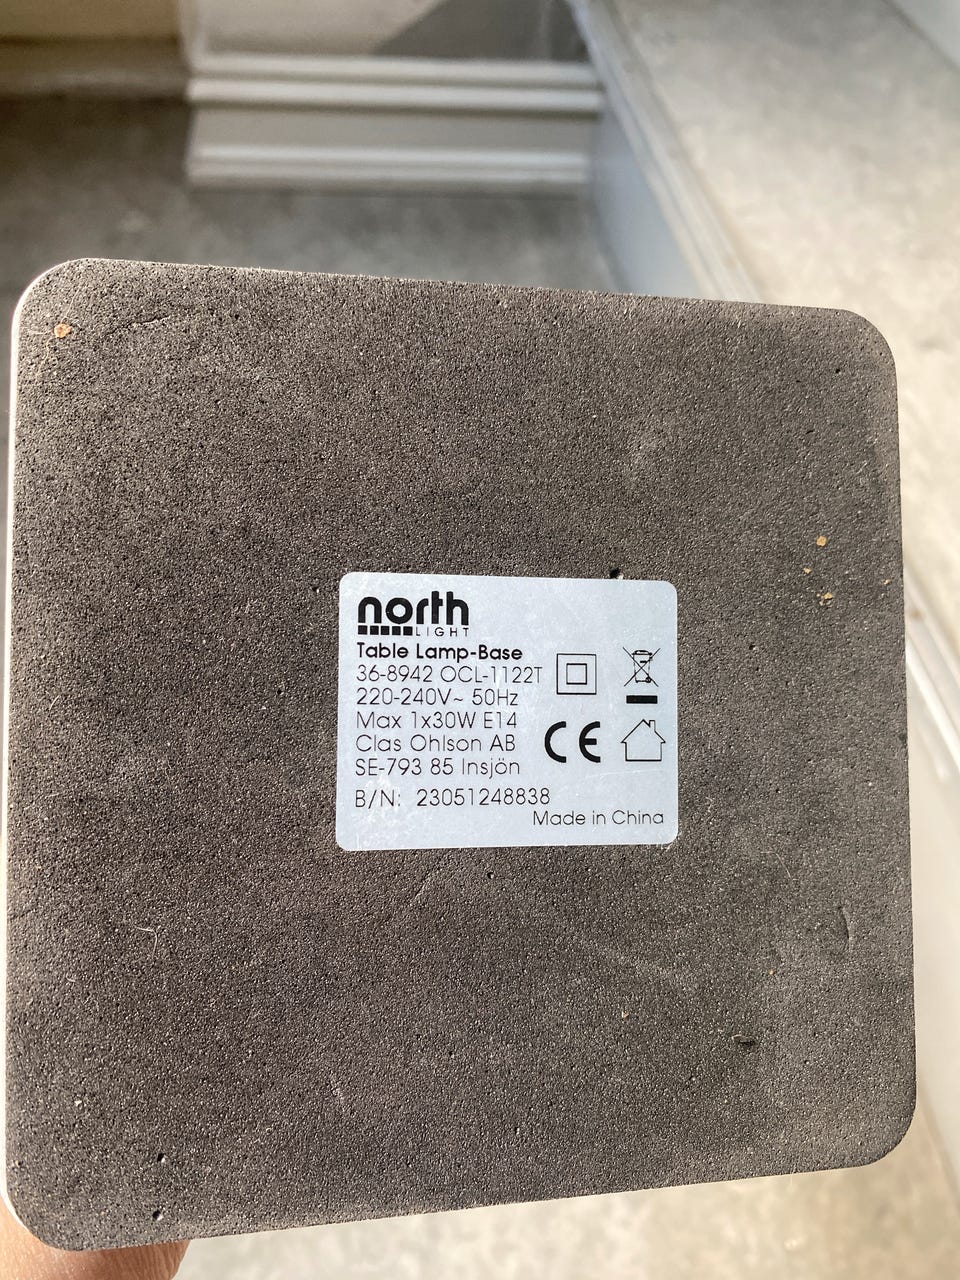 north
LIGHT
Table Lamp-Base
36-8942 OCL-1122T
220-240V~ 50Hz
Max 1x30W E14
Clas Ohlson AB
SE-793 85 Insjön
CE
B/N: 23051248838
Made in China